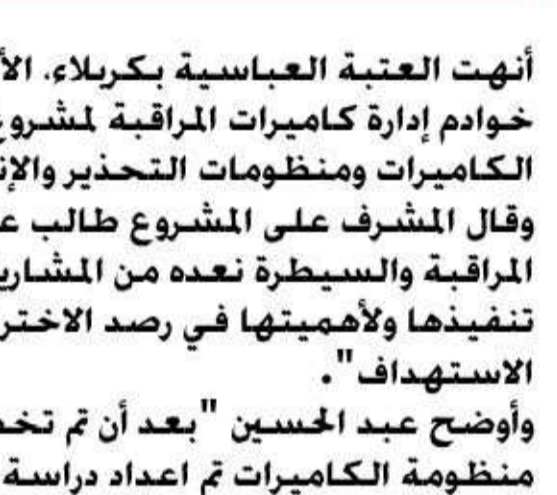 أنهت العتبة العباسية بكربلاء، الأ
خوادم إدارة كاميرات المراقبة لمشروع
الكاميرات ومنظومات التحذير والإن
وقال المشرف على المشروع طالب ع
المراقبة والسيطرة نعده من المشاري
تنفيذها ولأهميتها في رصد الاختر
الاستهداف".
وأوضح عبد الحسين "بعد أن تم تخص
منظومة الكاميرات تم اعداد دراسة